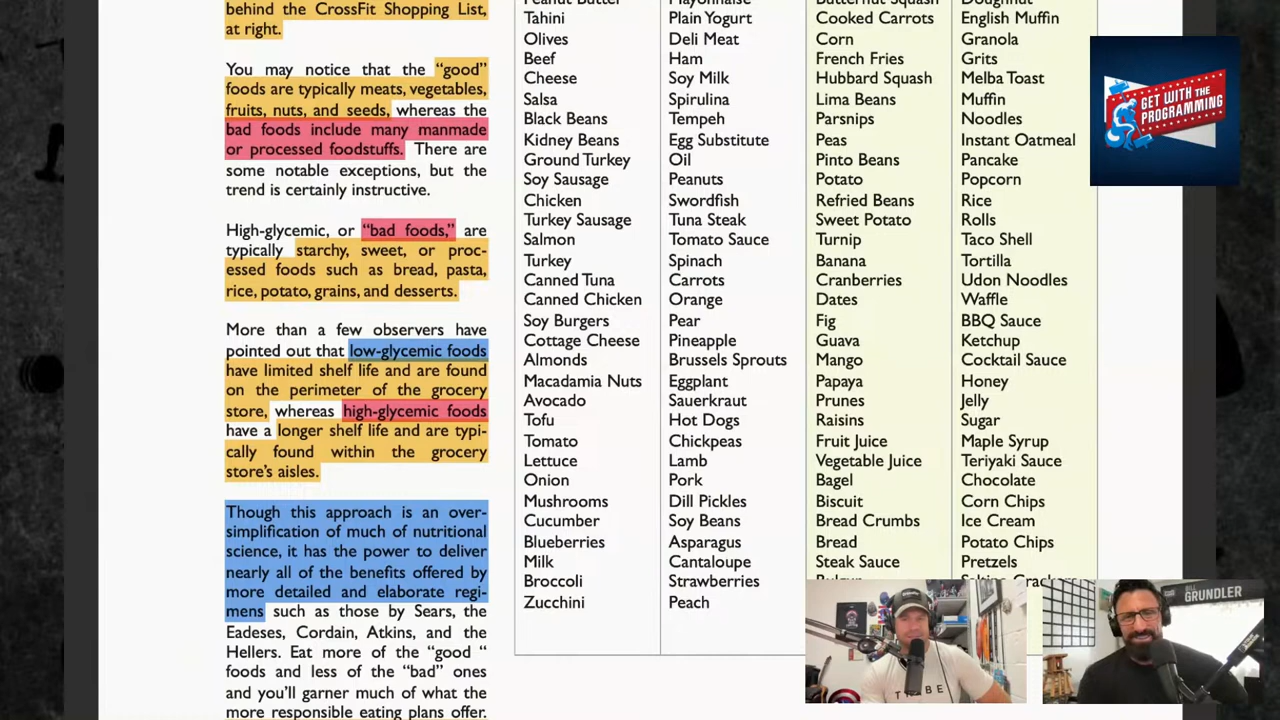 behind the CrossFit Shopping List,
at right.
You may notice that the “good”
foods are typically meats, vegetables,
fruits, nuts, and seeds, whereas the
bad foods include many manmade
or processed foodstuffs. There are
some notable exceptions, but the
trend is certainly instructive.
High-glycemic, or “bad foods,” are
typically starchy, sweet, or proc-
essed foods such as bread, pasta,
rice, potato, grains, and desserts.
More than a few observers have
pointed out that low-glycemic foods
have limited shelf life and are found
on the perimeter of the grocery
store, whereas high-glycemic foods
have a longer shelf life and are typi-
cally found within the grocery
store’s aisles.
Though this approach is an over-
simplification of much of nutritional
science, it has the power to deliver
nearly all of the benefits offered by
more detailed and elaborate regi-
mens such as those by Sears, the
Eadeses, Cordain, Atkins, and the
Hellers. Eat more of the “good “
foods and less of the “bad” ones
and you’ll garner much of what the
more responsible eating plans offer.
Peanut Butter
Tahini
Olives
Beef
Cheese
Salsa
Black Beans
Kidney Beans
Ground Turkey
Soy Sausage
Chicken
Turkey Sausage
Salmon
Turkey
Canned Tuna
Canned Chicken
Soy Burgers
Cottage Cheese
Almonds
Macadamia Nuts
Avocado
Tofu
Tomato
Lettuce
Onion
Mushrooms
Cucumber
Blueberries
Milk
Broccoli
Zucchini
Mayonnaise
Plain Yogurt
Deli Meat
Ham
Soy Milk
Spirulina
Tempeh
Egg Substitute
Oil
Peanuts
Swordfish
Tuna Steak
Tomato Sauce
Spinach
Carrots
Orange
Pear
Pineapple
Brussels Sprouts
Eggplant
Sauerkraut
Hot Dogs
Chickpeas
Lamb
Pork
Dill Pickles
Soy Beans
Asparagus
Cantaloupe
Strawberries
Peach
Butternut Squash
Cooked Carrots
Corn
French Fries
Hubbard Squash
Lima Beans
Parsnips
Peas
Pinto Beans
Potato
Refried Beans
Sweet Potato
Turnip
Banana
Cranberries
Dates
Fig
Guava
Mango
Papaya
Prunes
Raisins
Fruit Juice
Vegetable Juice
Bagel
Biscuit
Bread Crumbs
Bread
Steak Sauce
Bulgur
Doughnut
English Muffin
Granola
Grits
Melba Toast
Muffin
Noodles
Instant Oatmeal
Pancake
Popcorn
Rice
Rolls
Taco Shell
Tortilla
Udon Noodles
Waffle
BBQ Sauce
Ketchup
Cocktail Sauce
Honey
Jelly
Sugar
Maple Syrup
Teriyaki Sauce
Chocolate
Corn Chips
Ice Cream
Potato Chips
Pretzels
Saltine Crackers
GET WITH THE
PROGRAMMING
GRUNDLER
TRIBE